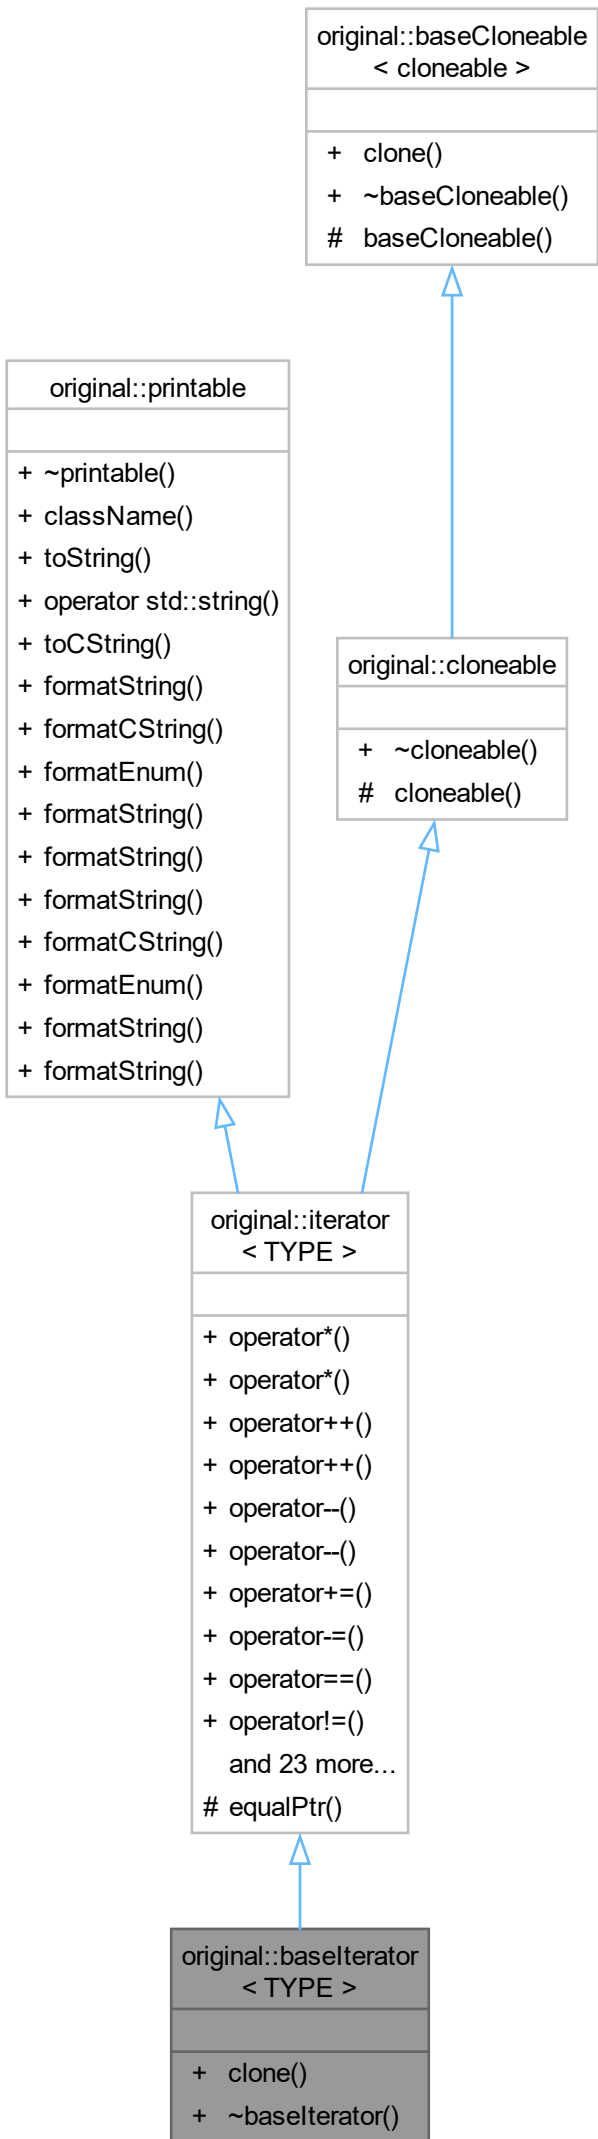 original::baseCloneable
< cloneable >
+ clone()
+ ~baseCloneable()
# baseCloneable()
original::printable
+ ~printable()
+ className()
+ toString()
+ operator std::string()
+ toCString()
+ formatString()
+ formatCString()
+ formatEnum()
+ formatString()
+ formatString()
+ formatString()
+ formatCString()
+ formatEnum()
+ formatString()
+ formatString()
original::cloneable
+ ~cloneable()
# cloneable()
original::iterator
< TYPE >
+ operator*()
+ operator*()
+ operator++()
+ operator++()
+ operator--()
+ operator--()
+ operator+=()
+ operator-=()
+ operator==()
+ operator!=()
and 23 more...
# equalPtr()
original::baseIterator
< TYPE >
+ clone()
+ ~baseIterator()